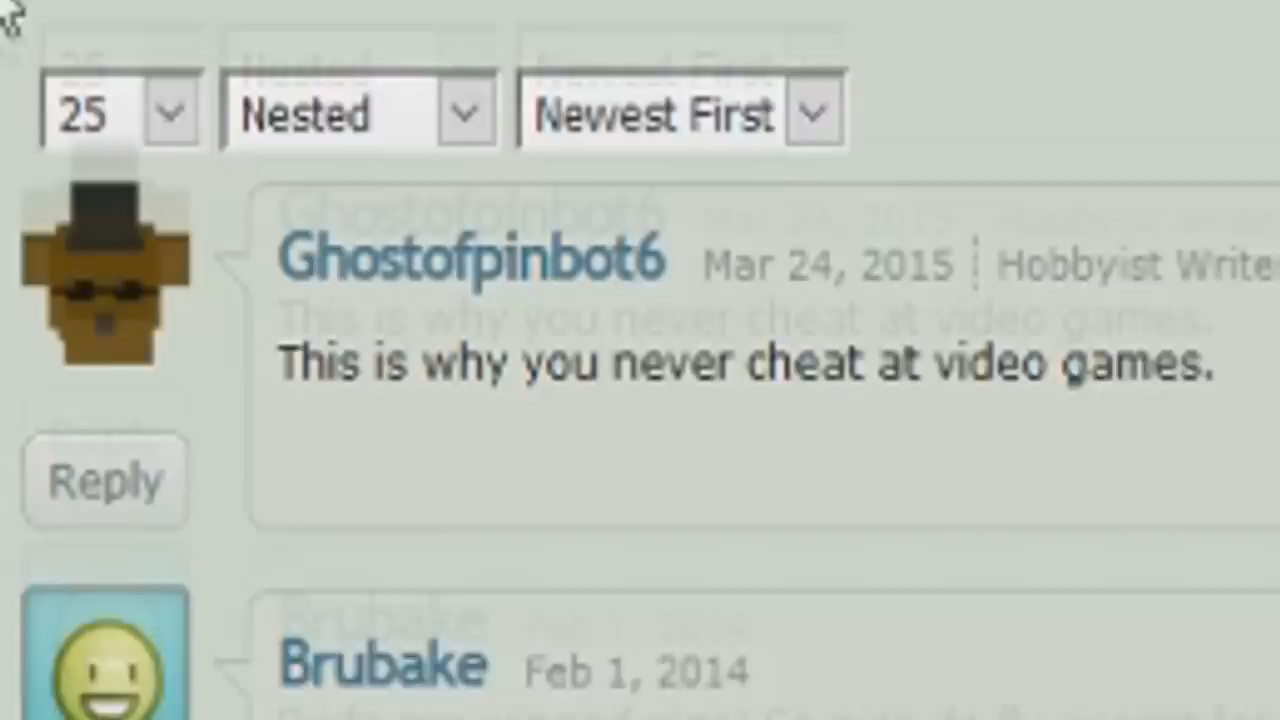 25 Nested Newest First
Ghostofpinbot6 Mar 24, 2015 Hobbyist Write
This is why you never cheat at video games.
Reply
Brubake Feb 1, 2014